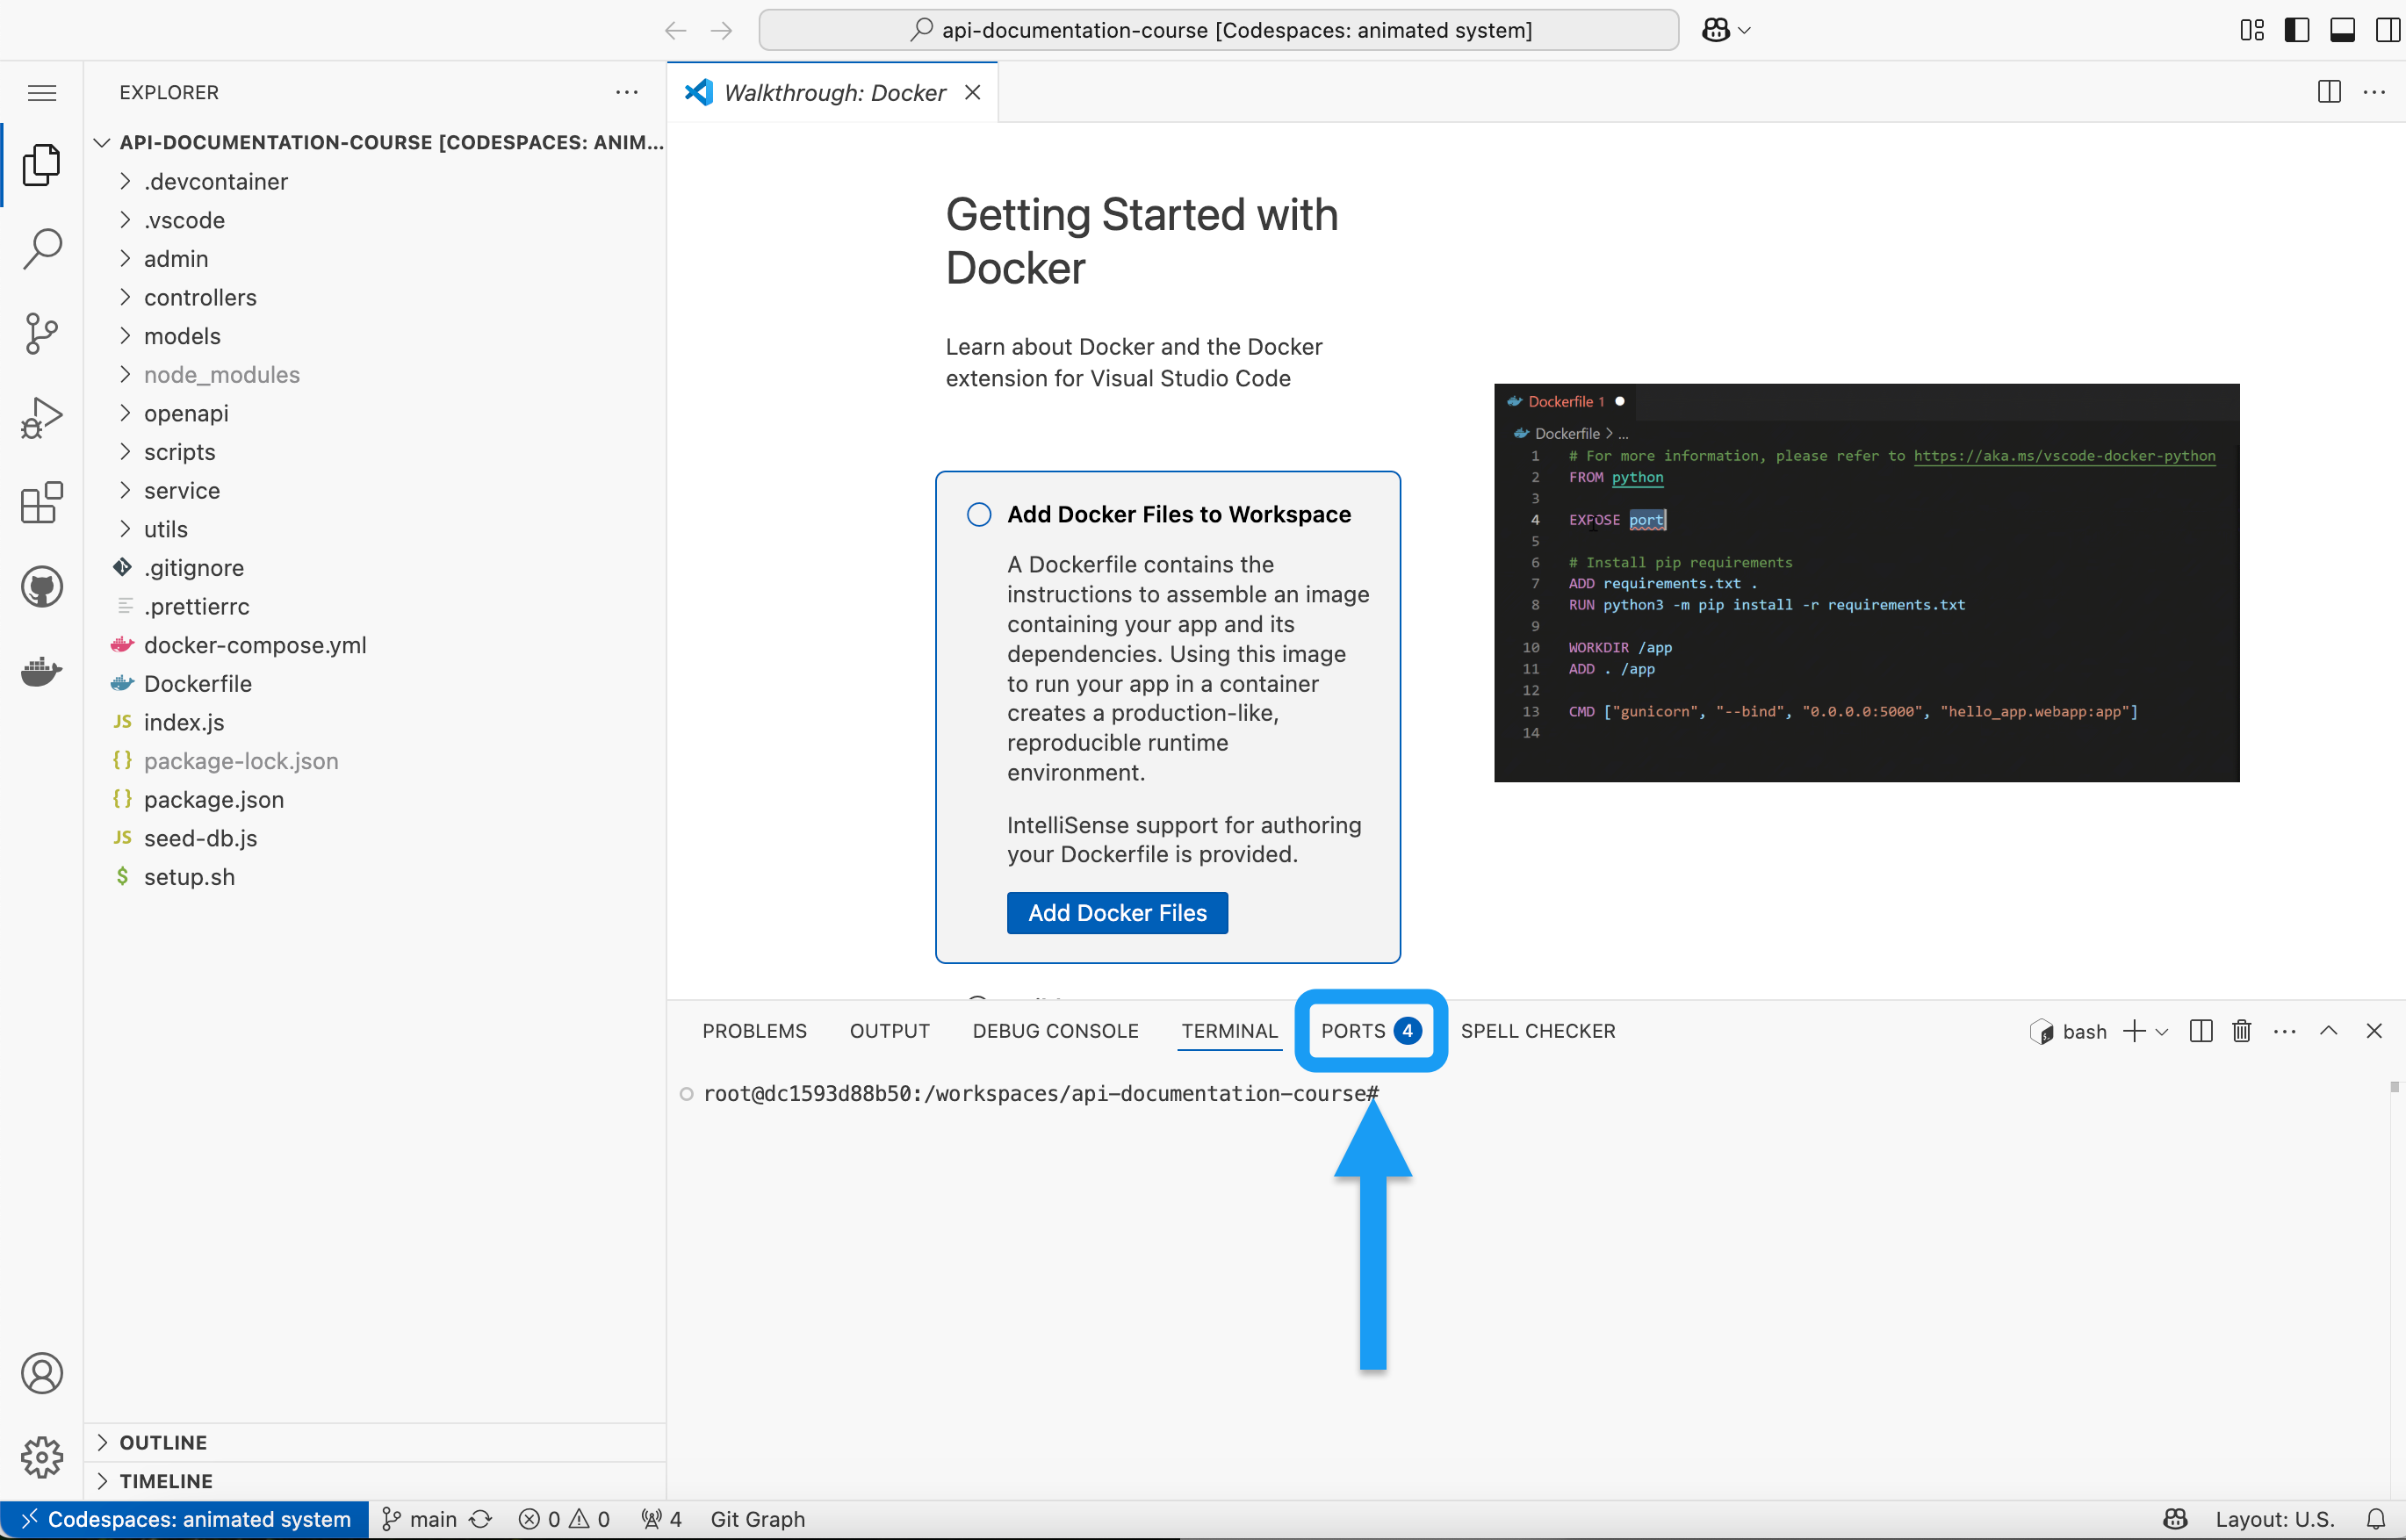 api-documentation-course [Codespaces: animated system]
EXPLORER
Walkthrough: Docker
API-DOCUMENTATION-COURSE [CODESPACES: ANIM...
.devcontainer
.vscode
admin
controllers
models
node_modules
openapi
scripts
service
utils
.gitignore
.prettierrc
docker-compose.yml
Dockerfile
JS index.js
{} package-lock.json
{} package.json
JS seed-db.js
$ setup.sh
OUTLINE
TIMELINE
Getting Started with
Docker
Learn about Docker and the Docker
extension for Visual Studio Code
Add Docker Files to Workspace
A Dockerfile contains the
instructions to assemble an image
containing your app and its
dependencies. Using this image
to run your app in a container
creates a production-like,
reproducible runtime
environment.
IntelliSense support for authoring
your Dockerfile is provided.
Add Docker Files
Dockerfile 1
Dockerfile > ...
1 # For more information, please refer to https://aka.ms/vscode-docker-python
2 FROM python
3
4 EXPOSE port
5
6 # Install pip requirements
7 ADD requirements.txt .
8 RUN python3 -m pip install -r requirements.txt
9
10 WORKDIR /app
11 ADD . /app
12
13 CMD ["gunicorn", "--bind", "0.0.0.0:5000", "hello_app.webapp:app"]
14
PROBLEMS OUTPUT DEBUG CONSOLE TERMINAL PORTS 4 SPELL CHECKER bash
root@dc1593d88b50:/workspaces/api-documentation-course#
Codespaces: animated system main 0 0 4 Git Graph Layout: U.S.